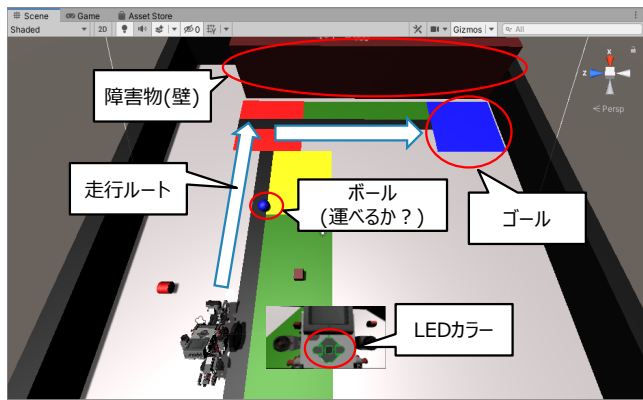 Scene
Game
Asset Store
Shaded
2D
0
Gizmos
All
障害物(壁)
x
z
Persp
走行ルート
ボール
(運べるか？)
ゴール
LEDカラー